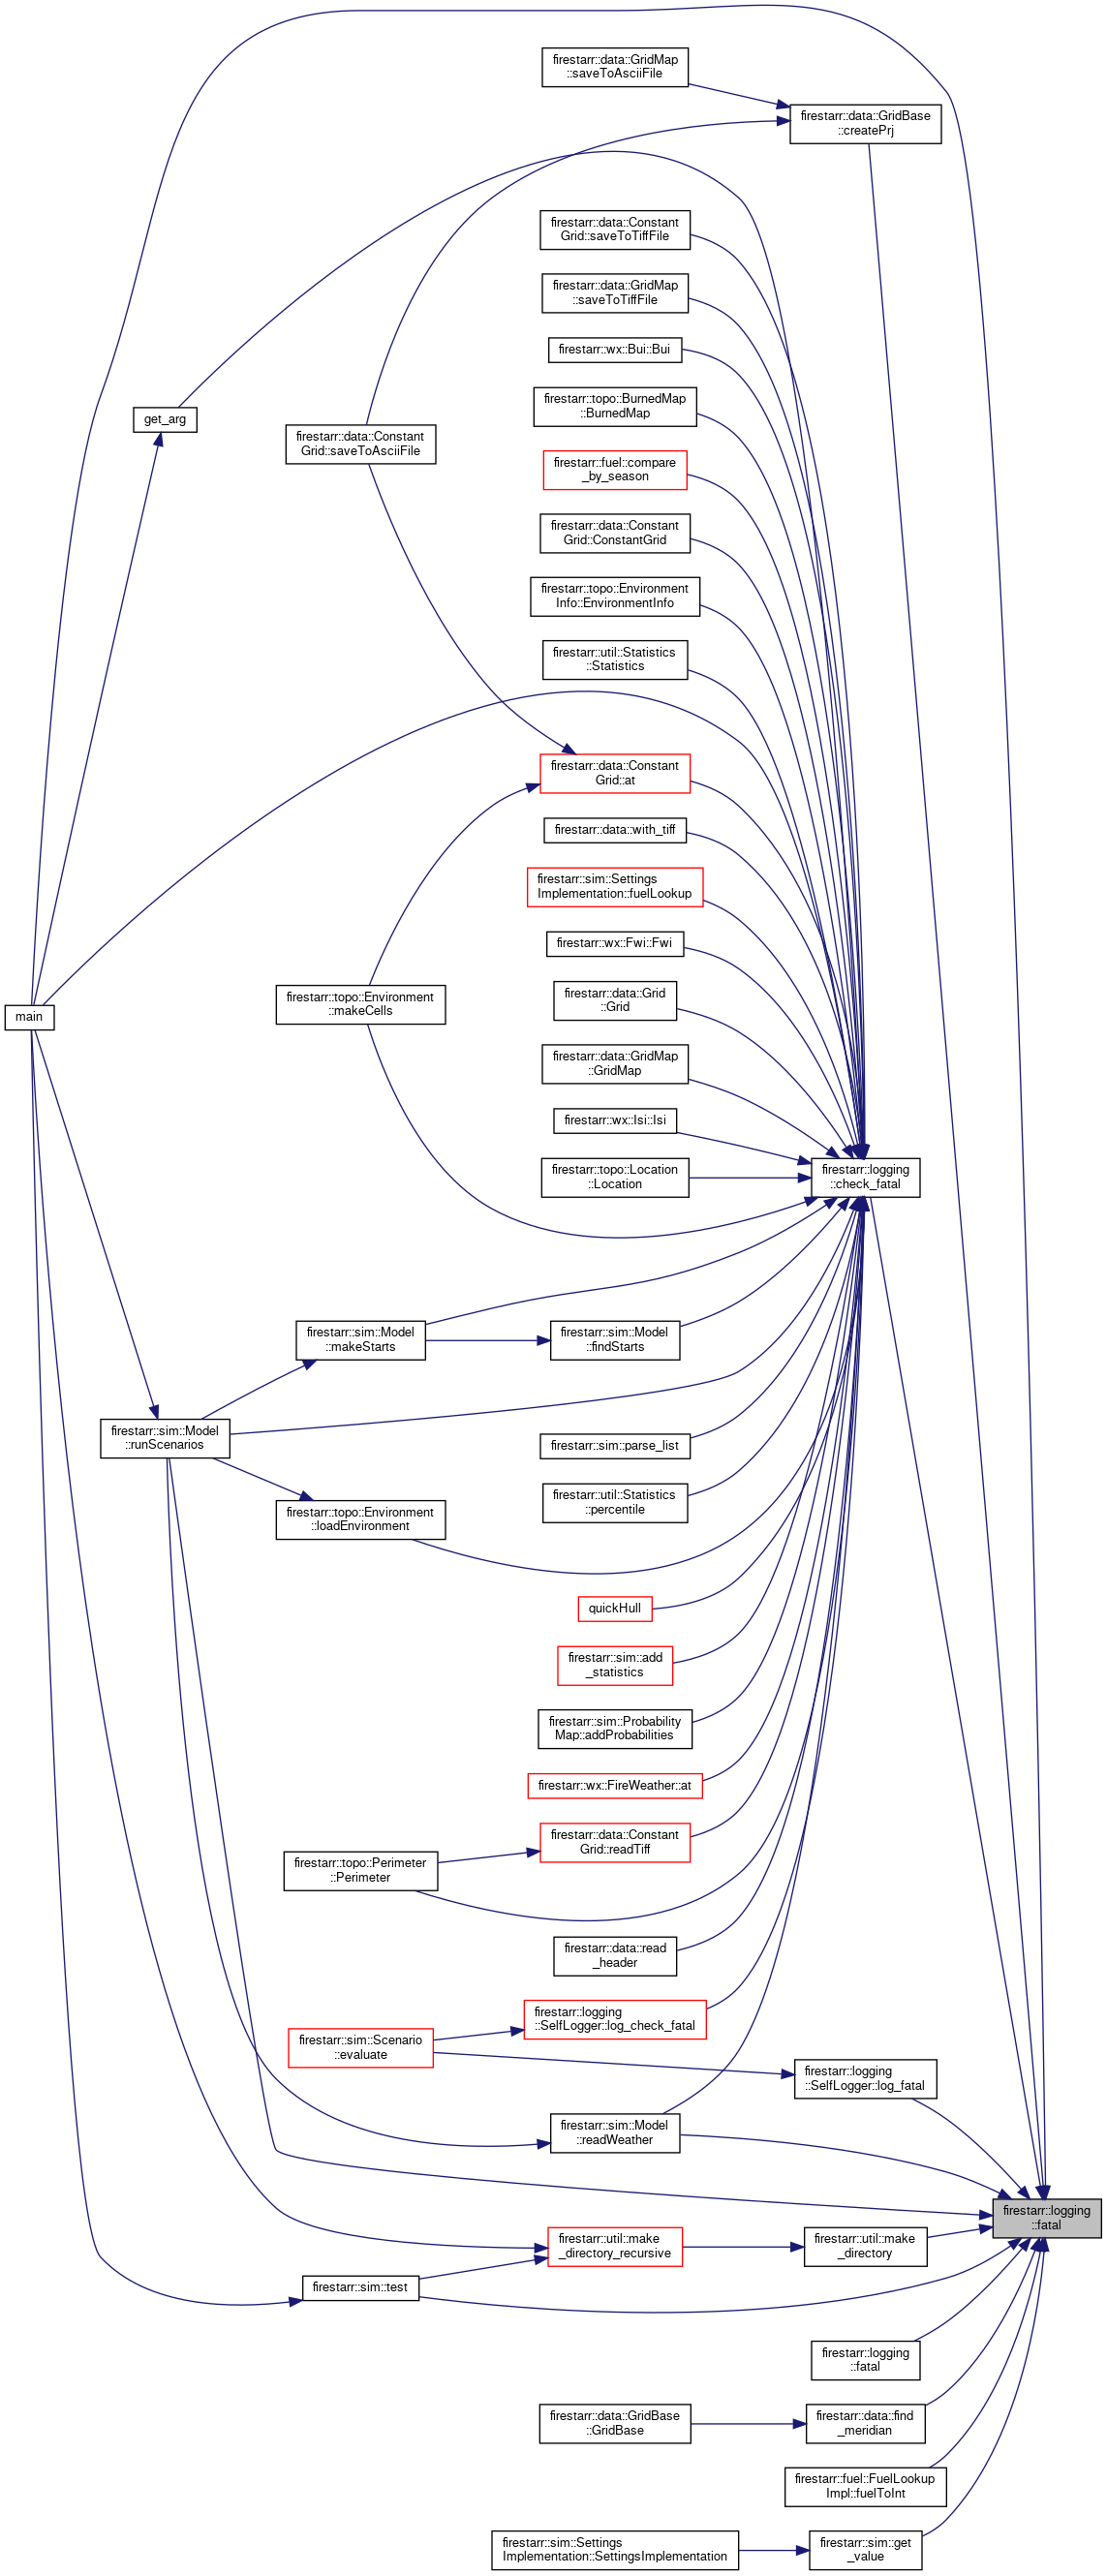 firestarr::data::GridMap
::saveToAsciiFile
firestarr::data::GridBase
::createPrj
firestarr::data::Constant
Grid::saveToTiffFile
firestarr::data::GridMap
::saveToTiffFile
firestarr::wx::Bui::Bui
firestarr::topo::BurnedMap
::BurnedMap
get_arg
firestarr::data::Constant
Grid::saveToAsciiFile
firestarr::fuel::compare
_by_season
firestarr::data::Constant
Grid::ConstantGrid
firestarr::topo::Environment
Info::EnvironmentInfo
firestarr::util::Statistics
::Statistics
firestarr::data::Constant
Grid::at
firestarr::data::with_tiff
firestarr::sim::Settings
Implementation::fuelLookup
firestarr::wx::Fwi::Fwi
main
firestarr::topo::Environment
::makeCells
firestarr::data::Grid
::Grid
firestarr::data::GridMap
::GridMap
firestarr::wx::Isi::Isi
firestarr::topo::Location
::Location
firestarr::logging
::check_fatal
firestarr::sim::Model
::makeStarts
firestarr::sim::Model
::findStarts
firestarr::sim::Model
::runScenarios
firestarr::sim::parse_list
firestarr::util::Statistics
::percentile
firestarr::topo::Environment
::loadEnvironment
quickHull
firestarr::sim::add
_statistics
firestarr::sim::Probability
Map::addProbabilities
firestarr::wx::FireWeather::at
firestarr::data::Constant
Grid::readTiff
firestarr::topo::Perimeter
::Perimeter
firestarr::data::read
_header
firestarr::logging
::SelfLogger::log_check_fatal
firestarr::sim::Scenario
::evaluate
firestarr::logging
::SelfLogger::log_fatal
firestarr::sim::Model
::readWeather
firestarr::logging
::fatal
firestarr::util::make
_directory_recursive
firestarr::util::make
_directory
firestarr::sim::test
firestarr::logging
::fatal
firestarr::data::GridBase
::GridBase
firestarr::data::find
_meridian
firestarr::fuel::FuelLookup
Impl::fuelToInt
firestarr::sim::Settings
Implementation::SettingsImplementation
firestarr::sim::get
_value